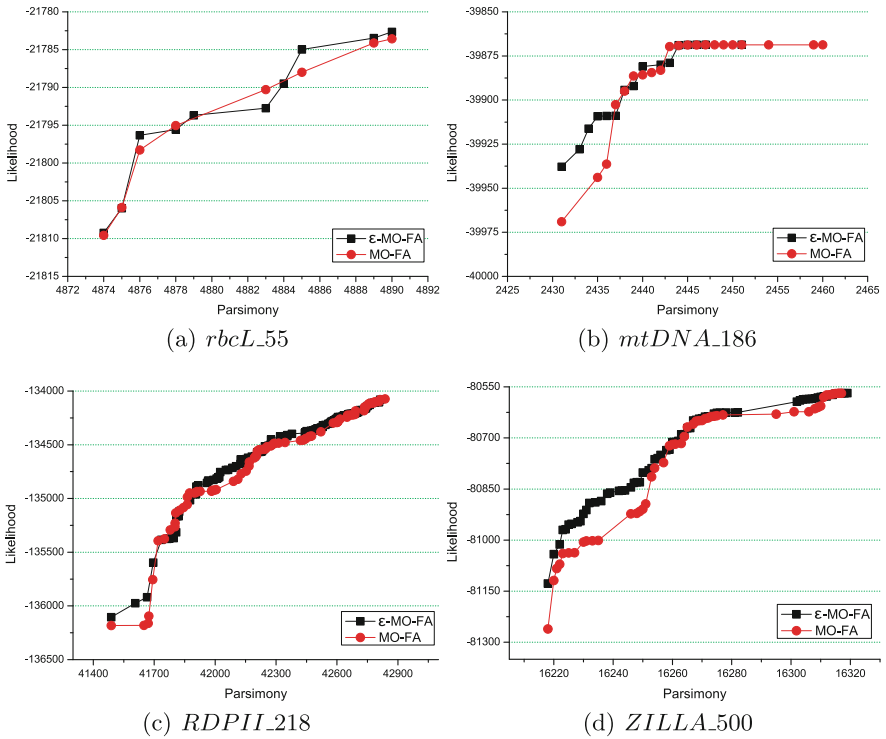 -21780
-21785
-21790
-21795
-21800
-21805
-21810
-21815
Likelihood
4872 4874 4876 4878 4880 4882 4884 4886 4888 4890 4892
Parsimony
ε-MO-FA
MO-FA
(a) rbcL_55
-39850
-39875
-39900
-39925
-39950
-39975
-40000
Likelihood
2425 2430 2435 2440 2445 2450 2455 2460 2465
Parsimony
ε-MO-FA
MO-FA
(b) mtDNA_186
-134000
-134500
-135000
-135500
-136000
-136500
Likelihood
41400 41700 42000 42300 42600 42900
Parsimony
ε-MO-FA
MO-FA
(c) RDPII_218
-80550
-80700
-80850
-81000
-81150
-81300
Likelihood
16220 16240 16260 16280 16300 16320
Parsimony
ε-MO-FA
MO-FA
(d) ZILLA_500